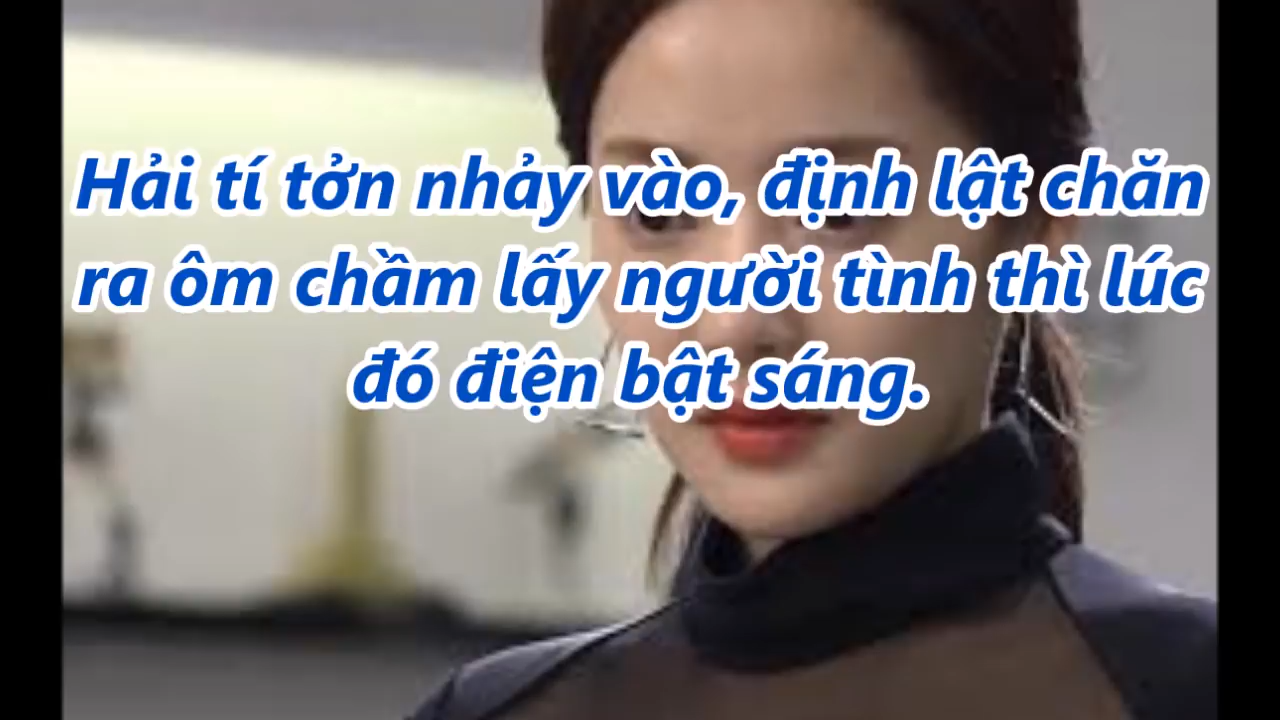 Hải tí tởn nhảy vào, định lật chăn
ra ôm chầm lấy người tình thì lúc
đó điện bật sáng.